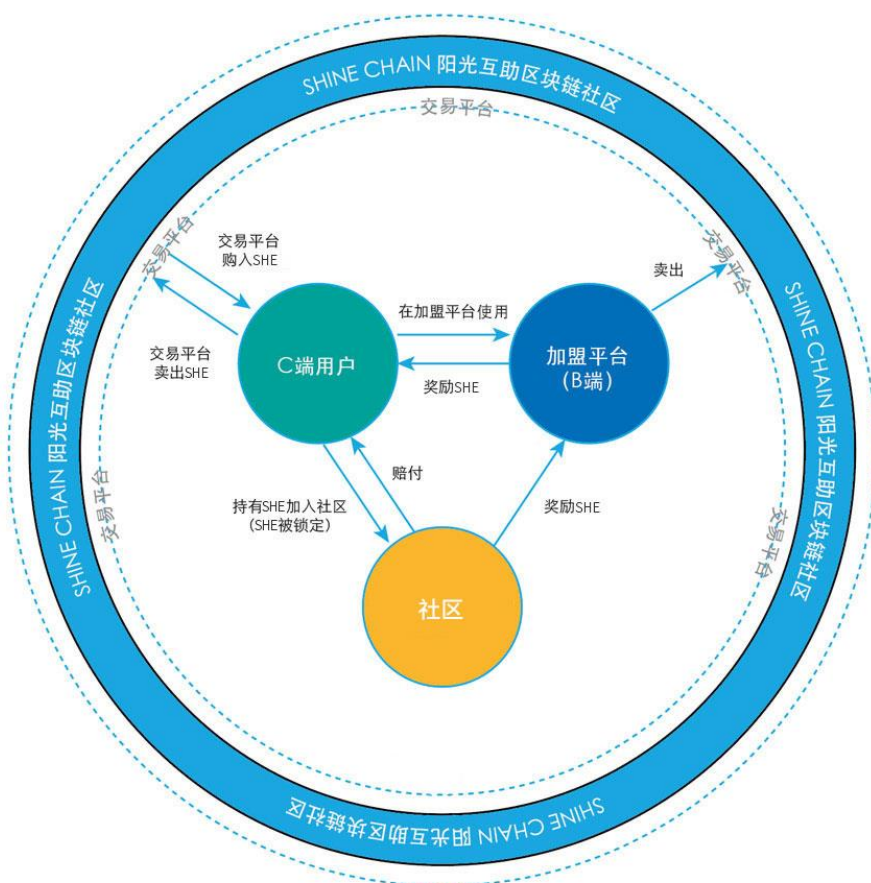 SHINE CHAIN 阳光互助区块链社区
交易平台
交易平台
交易平台
购入SHE
交易平台
卖出
SHINE CHAIN 阳光互助区块链社区
SHINE CHAIN 阳光互助区块链社区
在加盟平台使用
交易平台
卖出SHE
C端用户
加盟平台
(B端)
奖励SHE
交易平台
赔付
持有SHE加入社区
(SHE被锁定)
奖励SHE
交易平台
社区
SHINE CHAIN 阳光互助区块链社区